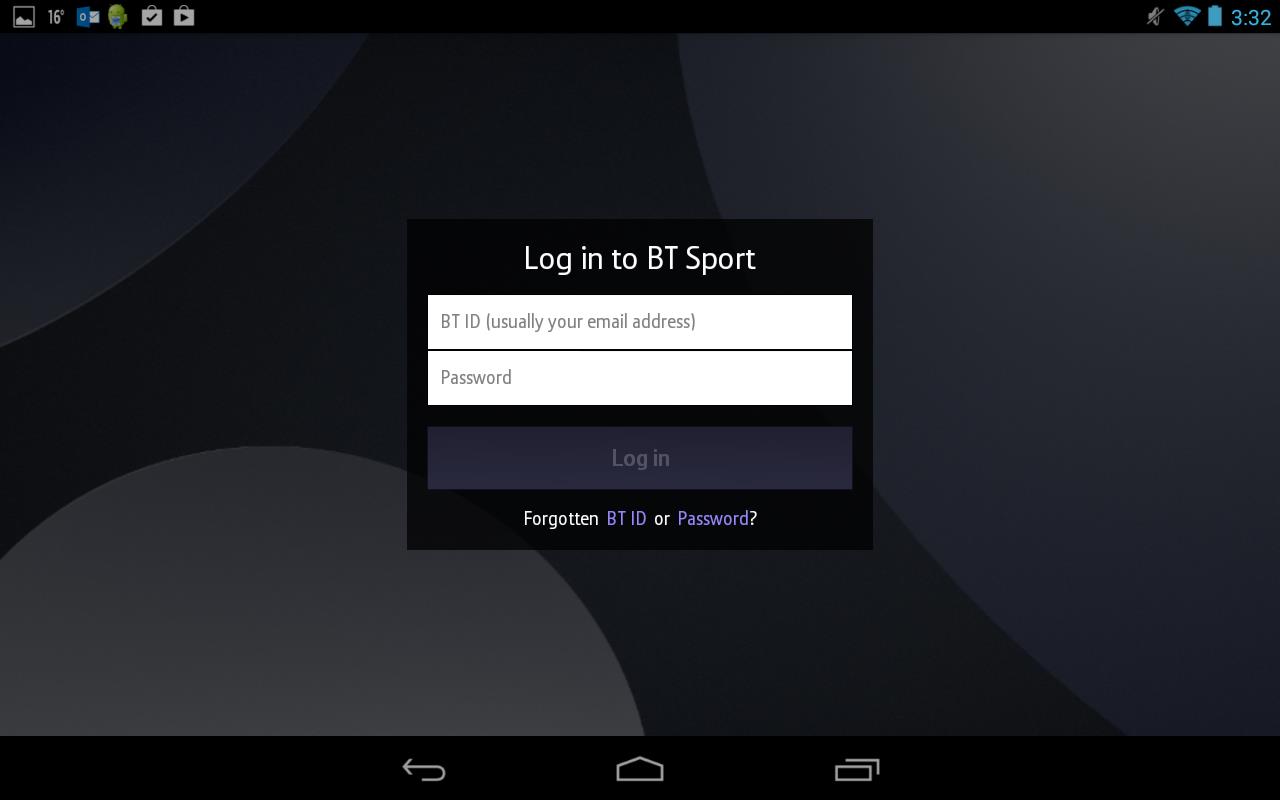 16° 3:32
Log in to BT Sport
BT ID (usually your email address)
Password
Log in
Forgotten BT ID or Password?